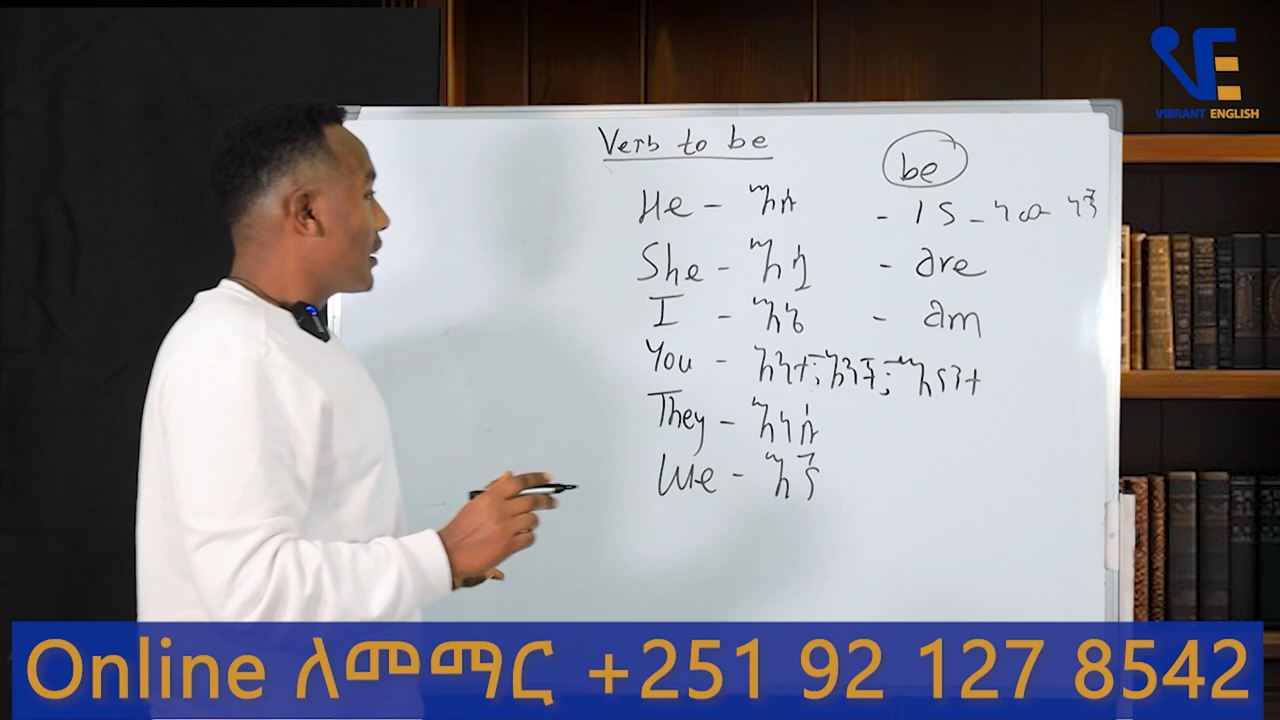 VIBRANT ENGLISH
Verb to be
be
He - እሱ - is - ነው ነኝ
She - እሷ - are
I - እኔ - am
You - አንተ፣ አንቺ፣ እናንተ
They - እነሱ
We - እኛ
Online ለመማር +251 92 127 8542